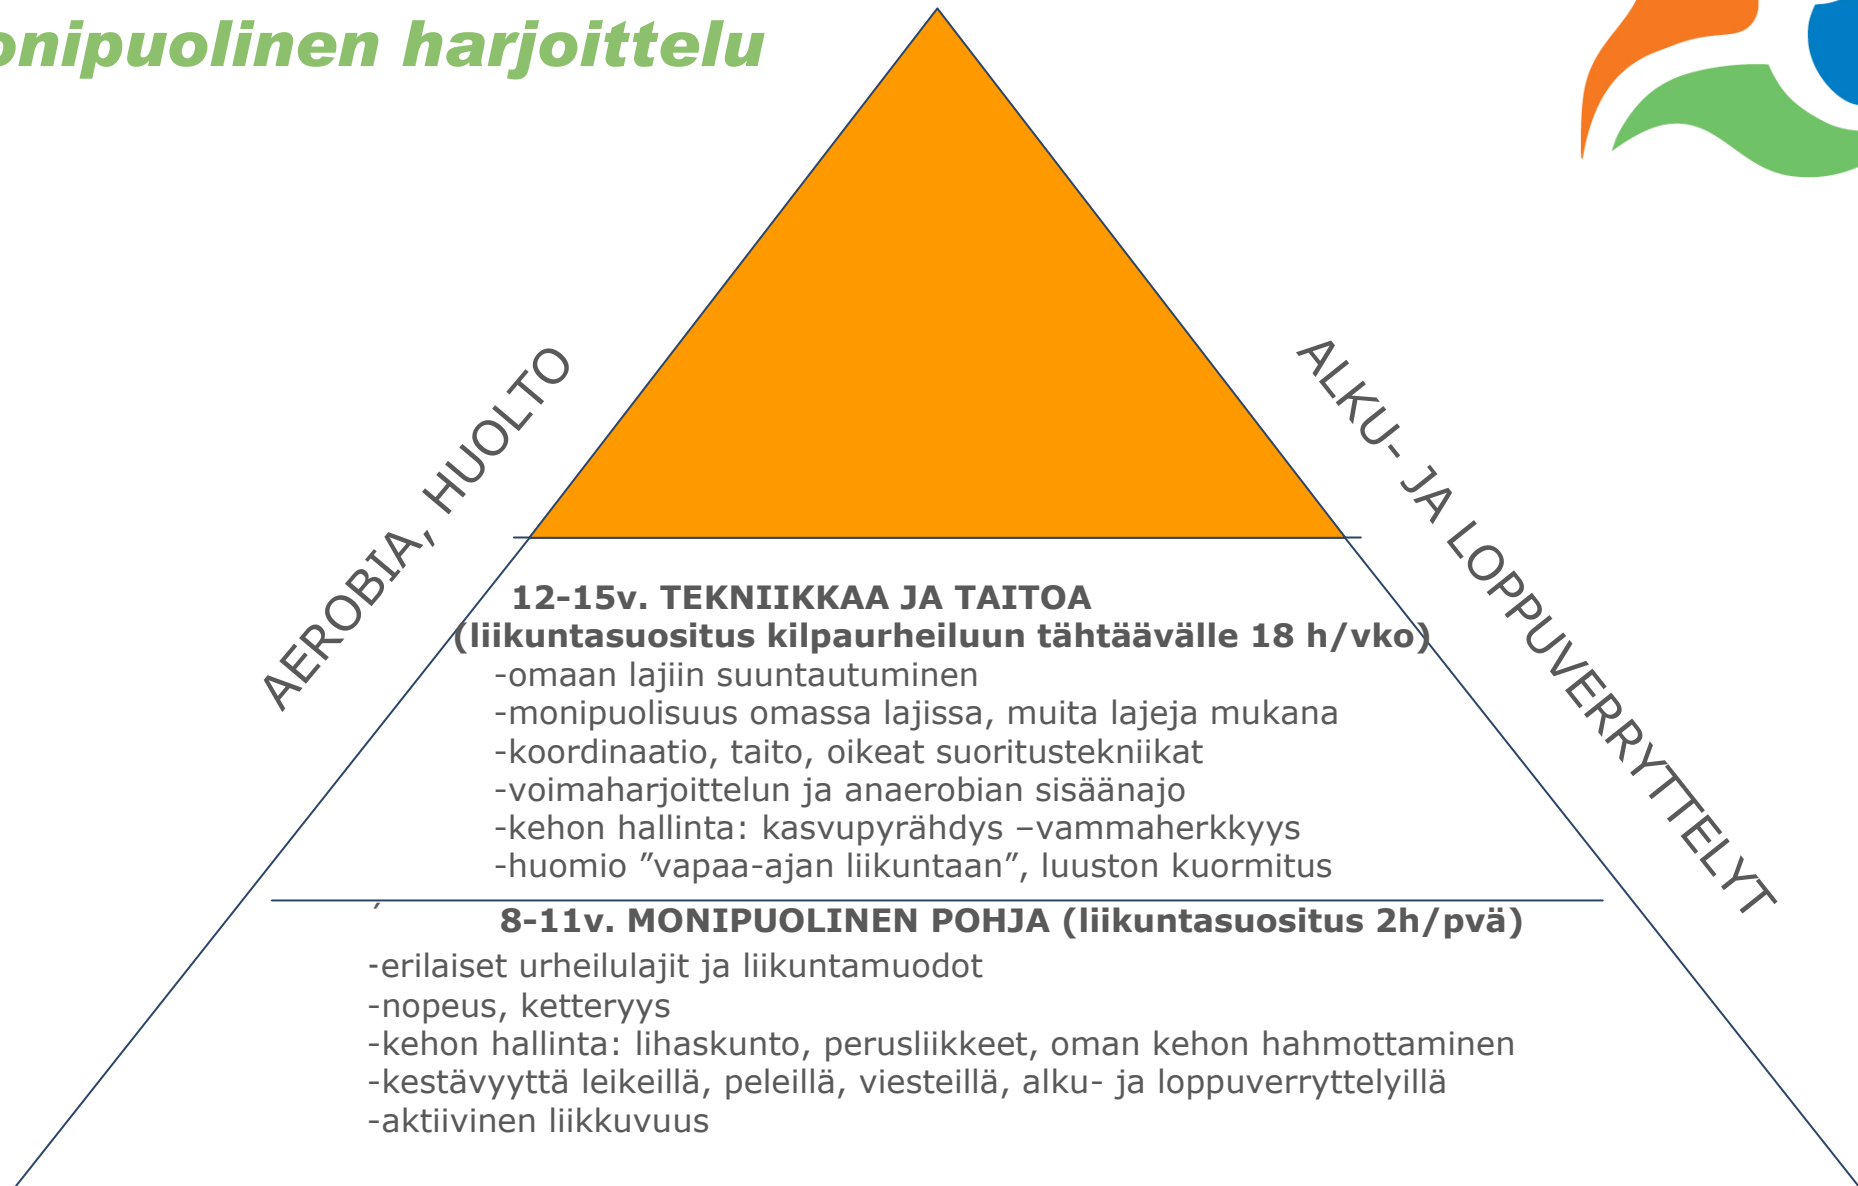 onipuolinen harjoittelu
AEROBIA, HUOLTO
ALKU- JA LOPPUVERRYTTELYT
12-15v. TEKNIIKKAA JA TAITOA
(liikuntasuositus kilpaurheiluun tähtäävälle 18 h/vko)
-omaan lajiin suuntautuminen
-monipuolisuus omassa lajissa, muita lajeja mukana
-koordinaatio, taito, oikeat suoritustekniikat
-voimaharjoittelun ja anaerobian sisäänajo
-kehon hallinta: kasvupyrähdys –vammaherkkyys
-huomio ”vapaa-ajan liikuntaan”, luuston kuormitus
´ 8-11v. MONIPUOLINEN POHJA (liikuntasuositus 2h/pvä)
-erilaiset urheilulajit ja liikuntamuodot
-nopeus, ketteryys
-kehon hallinta: lihaskunto, perusliikkeet, oman kehon hahmottaminen
-kestävyyttä leikeillä, peleillä, viesteillä, alku- ja loppuverryttelyillä
-aktiivinen liikkuvuus